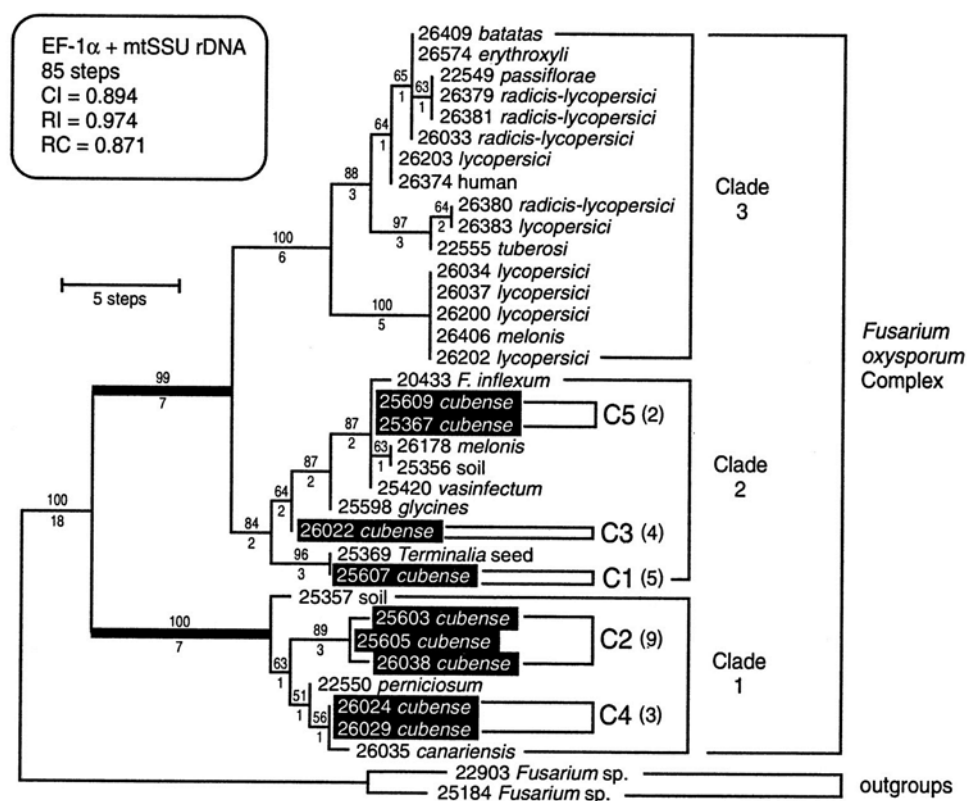 EF-1α + mtSSU rDNA
85 steps
CI = 0.894
RI = 0.974
RC = 0.871
5 steps
100
18
99
7
100
6
88
3
64
1
65
1
63
1
97
3
64
2
100
5
84
2
64
2
87
2
87
2
63
1
96
3
100
7
63
1
89
3
51
1
56
1
26409 batatas
26574 erythroxyli
22549 passiflorae
26379 radicis-lycopersici
26381 radicis-lycopersici
26033 radicis-lycopersici
26203 lycopersici
26374 human
26380 radicis-lycopersici
26383 lycopersici
22555 tuberosi
26034 lycopersici
26037 lycopersici
26200 lycopersici
26406 melonis
26202 lycopersici
Clade
3
20433 F. inflexum
25609 cubense
25367 cubense
C5 (2)
26178 melonis
25356 soil
25420 vasinfectum
25598 glycines
26022 cubense
C3 (4)
25369 Terminalia seed
25607 cubense
C1 (5)
Clade
2
25357 soil
25603 cubense
25605 cubense
26038 cubense
C2 (9)
22550 perniciosum
26024 cubense
26029 cubense
C4 (3)
26035 canariensis
Clade
1
Fusarium
oxysporum
Complex
22903 Fusarium sp.
25184 Fusarium sp.
outgroups